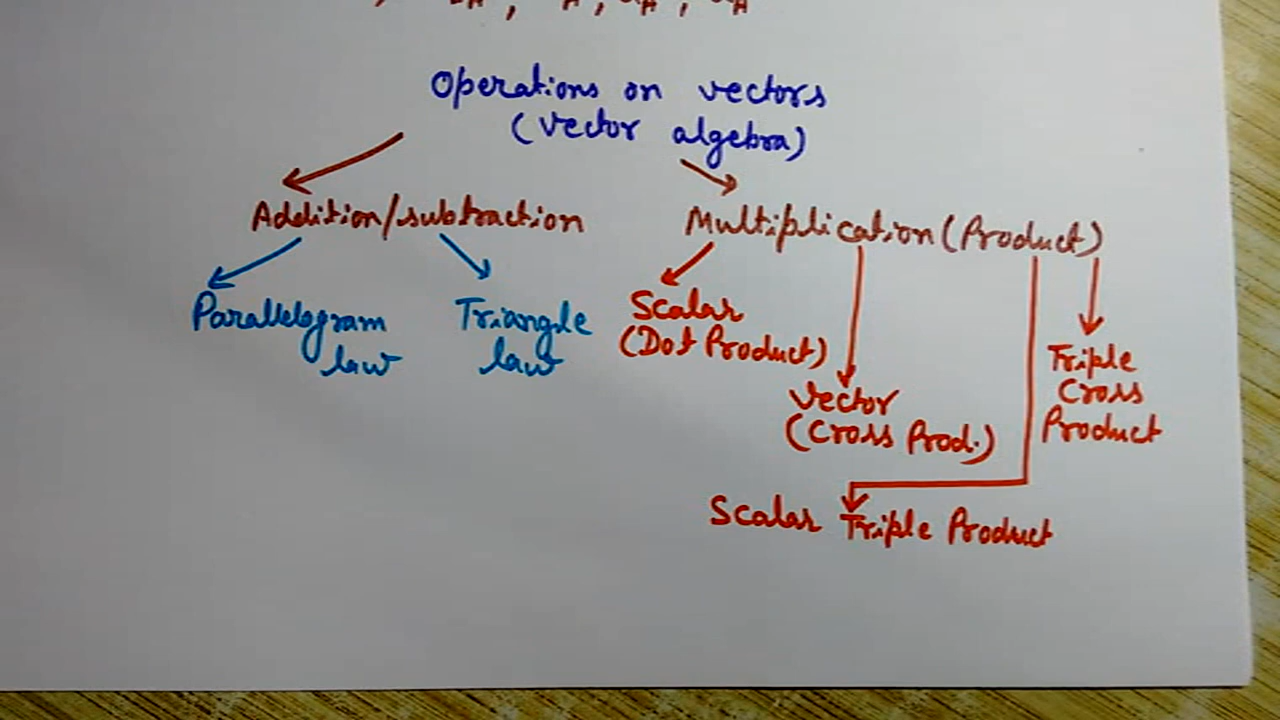 Operations on vectors
(Vector algebra)
Addition/subtraction
Multiplication (Product)
Parallelogram
law
Triangle
law
Scalar
(Dot Product)
Vector
(Cross Prod.)
Triple
Cross
Product
Scalar Triple Product